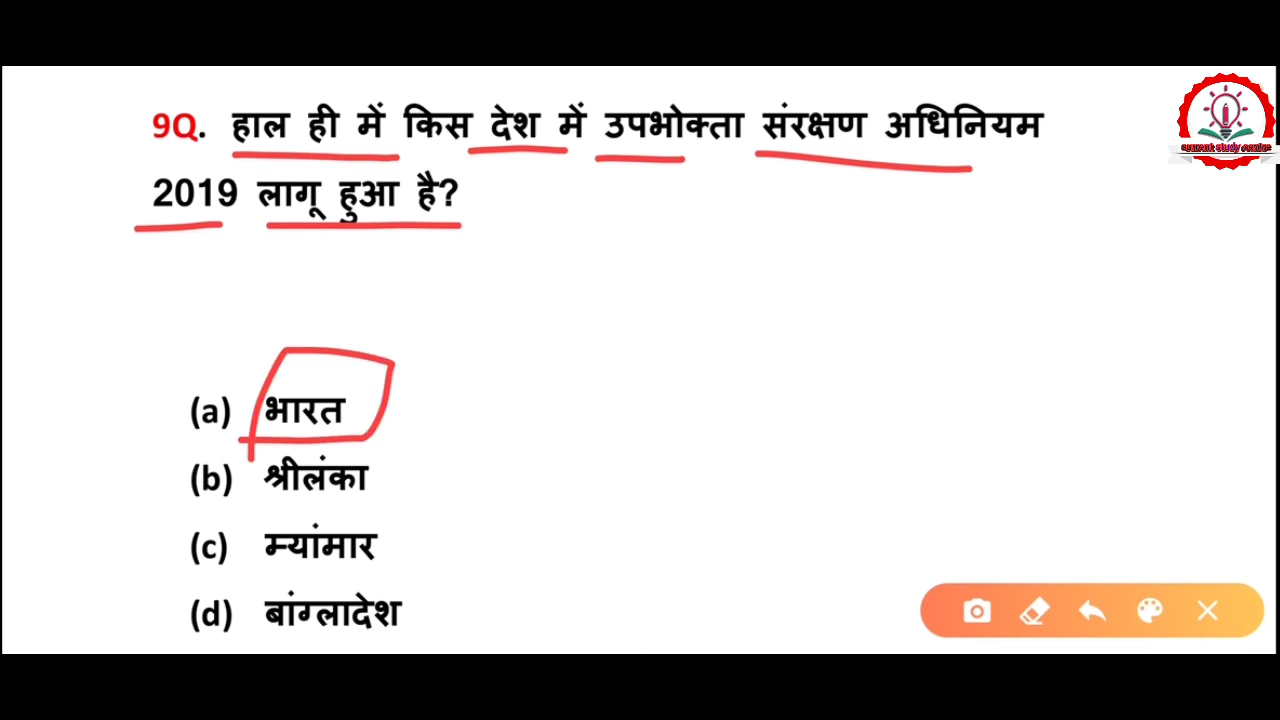 9Q. हाल ही में किस देश में उपभोक्ता संरक्षण अधिनियम
2019 लागू हुआ है?
(a) भारत
(b) श्रीलंका
(c) म्यांमार
(d) बांग्लादेश